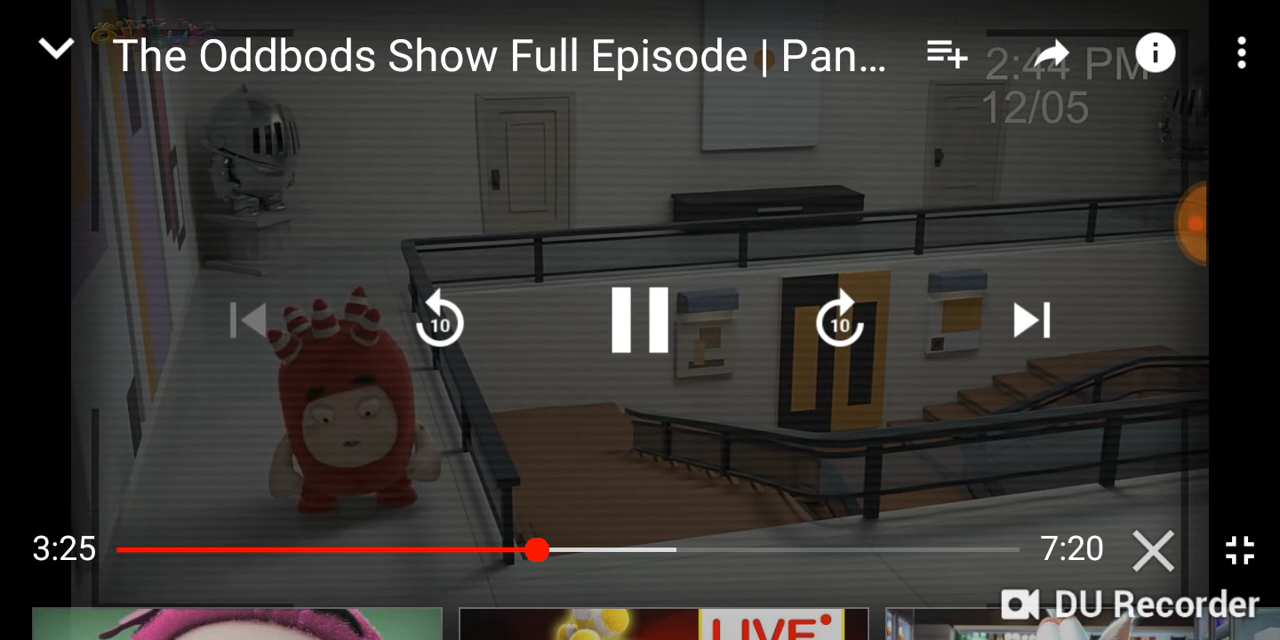 The Oddbods Show Full Episode | Pan...
2:44 PM
12/05
10
10
3:25
7:20
DU Recorder
LIVE